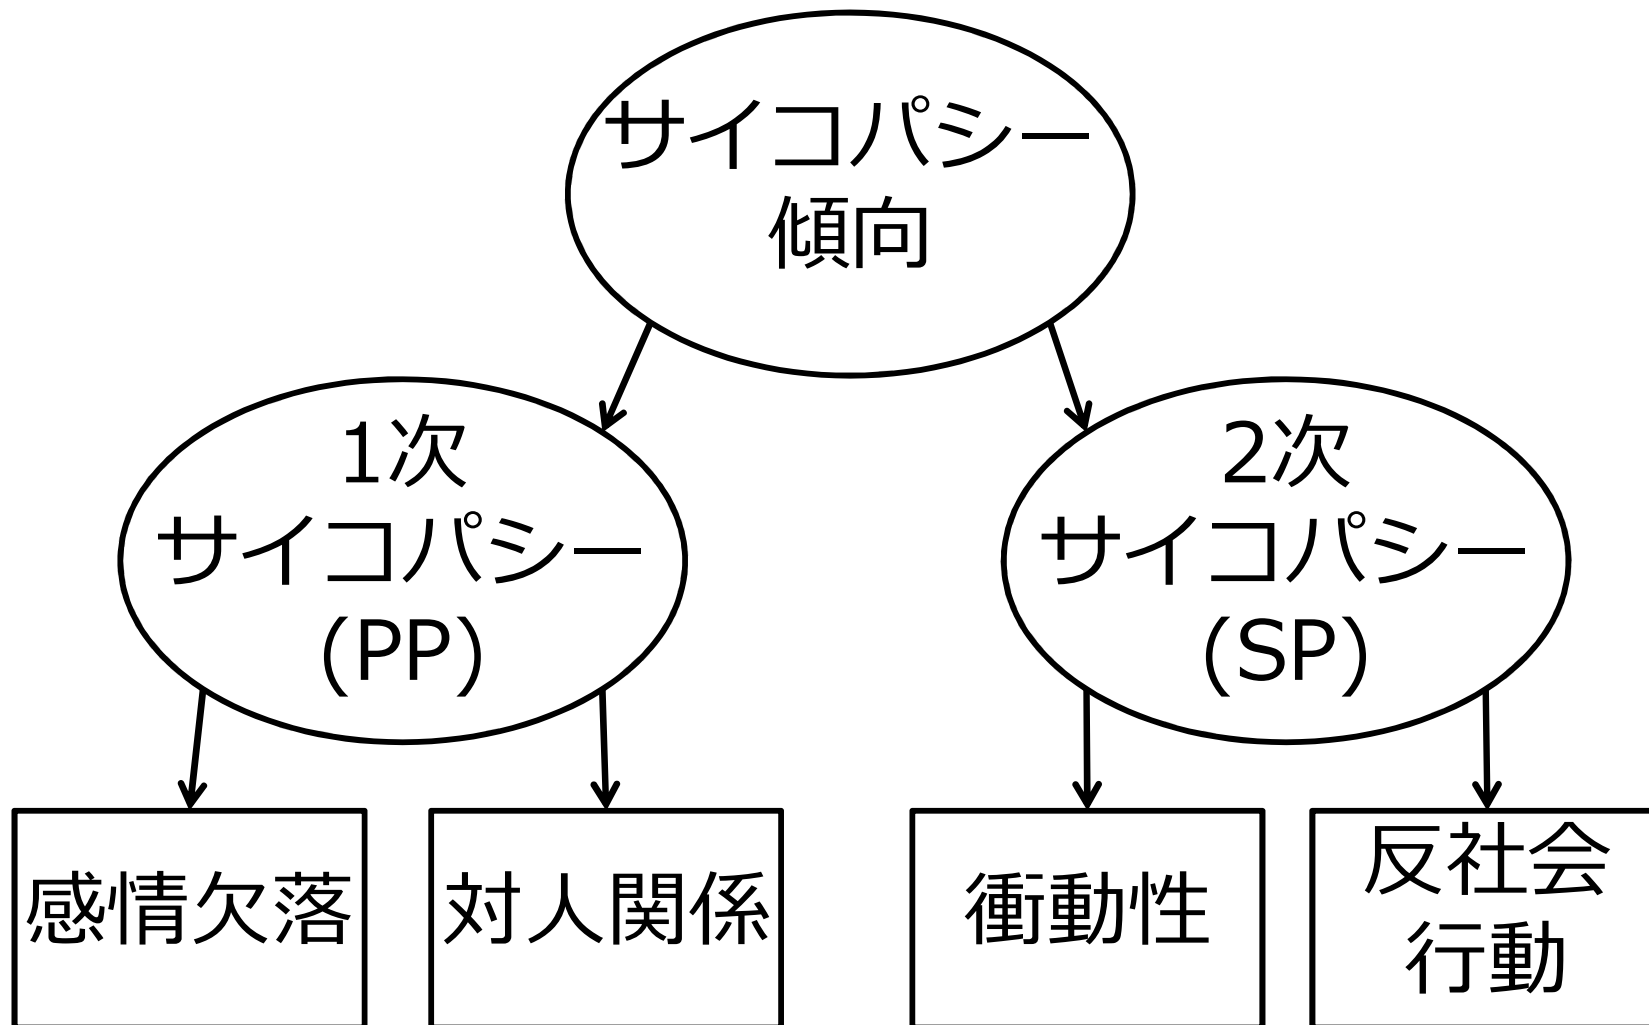 サイコパシー
傾向
1次
サイコパシー
(PP)
2次
サイコパシー
(SP)
感情欠落
対人関係
衝動性
反社会
行動